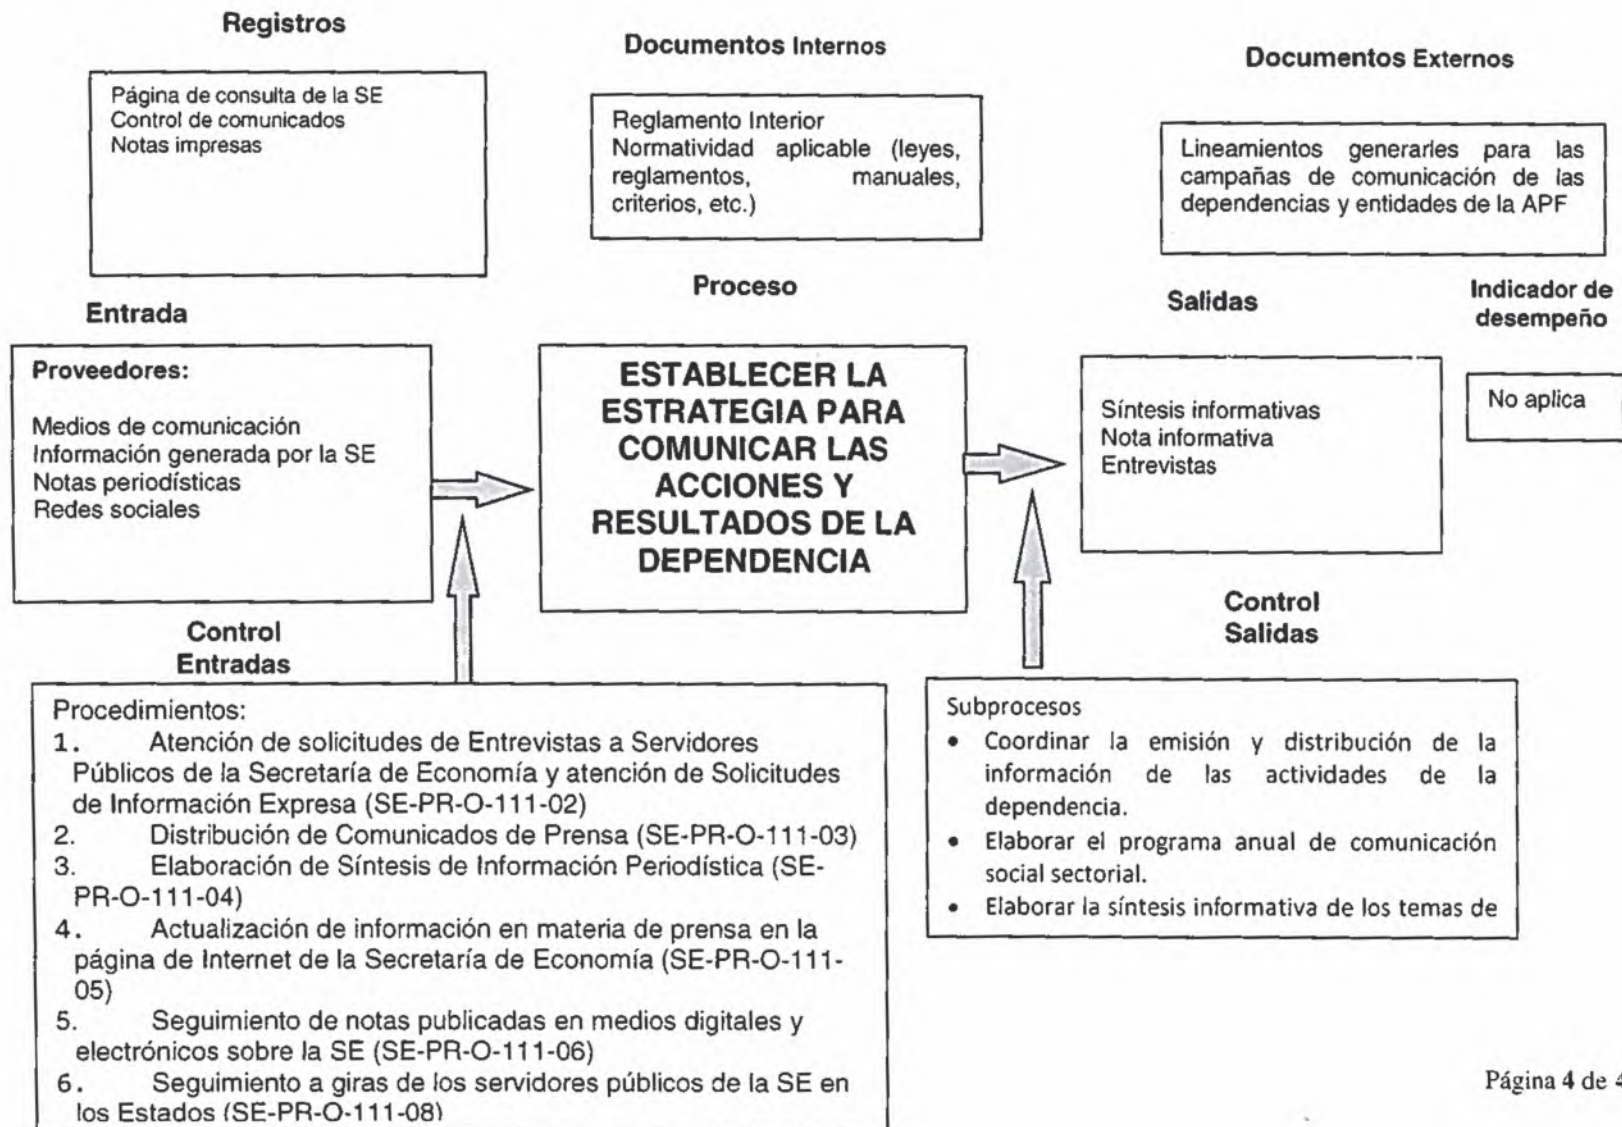 Registros
Página de consulta de la SE
Control de comunicados
Notas impresas
Documentos Internos
Reglamento Interior
Normatividad aplicable (leyes,
reglamentos, manuales,
criterios, etc.)
Documentos Externos
Lineamientos generarles para las
campañas de comunicación de las
dependencias y entidades de la APF
Entrada
Proveedores:
Medios de comunicación
Información generada por la SE
Notas periodísticas
Redes sociales
Proceso
ESTABLECER LA
ESTRATEGIA PARA
COMUNICAR LAS
ACCIONES Y
RESULTADOS DE LA
DEPENDENCIA
Salidas
Síntesis informativas
Nota informativa
Entrevistas
Indicador de
desempeño
No aplica
Control
Entradas
Procedimientos:
1. Atención de solicitudes de Entrevistas a Servidores
Públicos de la Secretaría de Economía y atención de Solicitudes
de Información Expresa (SE-PR-O-111-02)
2. Distribución de Comunicados de Prensa (SE-PR-O-111-03)
3. Elaboración de Síntesis de Información Periodística (SE-
PR-O-111-04)
4. Actualización de información en materia de prensa en la
página de Internet de la Secretaría de Economía (SE-PR-O-111-
05)
5. Seguimiento de notas publicadas en medios digitales y
electrónicos sobre la SE (SE-PR-O-111-06)
6. Seguimiento a giras de los servidores públicos de la SE en
los Estados (SE-PR-O-111-08)
Control
Salidas
Subprocesos
• Coordinar la emisión y distribución de la
información de las actividades de la
dependencia.
• Elaborar el programa anual de comunicación
social sectorial.
• Elaborar la síntesis informativa de los temas de
Página 4 de 4